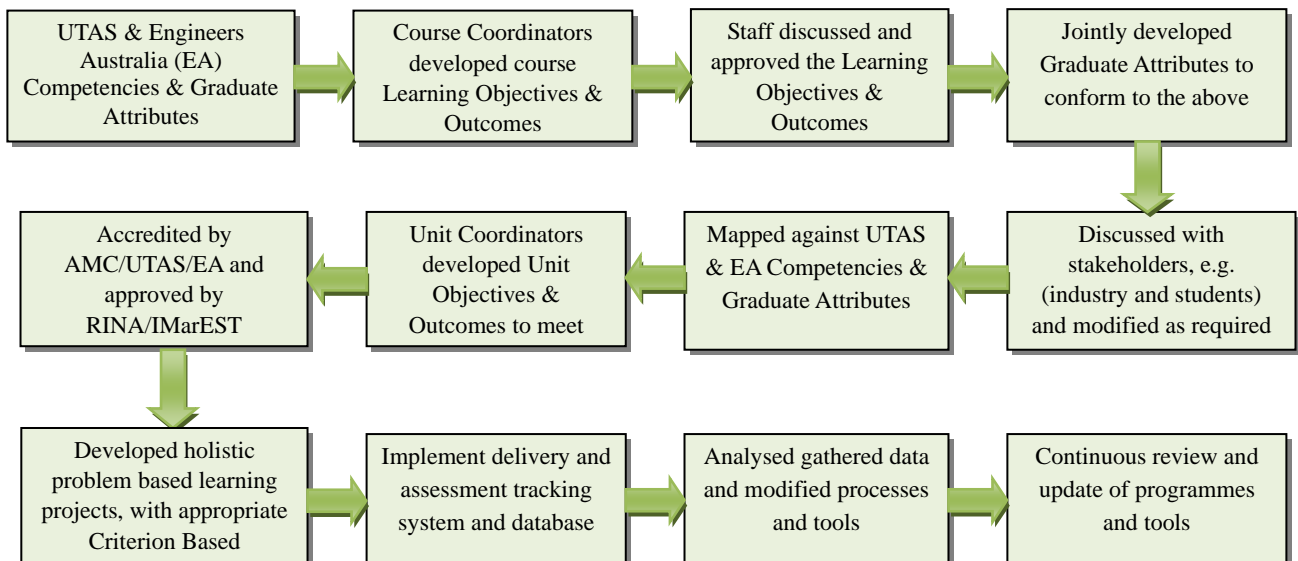 UTAS & Engineers
Australia (EA)
Competencies & Graduate
Attributes
Course Coordinators
developed course
Learning Objectives &
Outcomes
Staff discussed and
approved the Learning
Objectives &
Outcomes
Jointly developed
Graduate Attributes to
conform to the above
Discussed with
stakeholders, e.g.
(industry and students)
and modified as required
Mapped against UTAS
& EA Competencies &
Graduate Attributes
Unit Coordinators
developed Unit
Objectives &
Outcomes to meet
Accredited by
AMC/UTAS/EA and
approved by
RINA/IMarEST
Developed holistic
problem based learning
projects, with appropriate
Criterion Based
Implement delivery and
assessment tracking
system and database
Analysed gathered data
and modified processes
and tools
Continuous review and
update of programmes
and tools